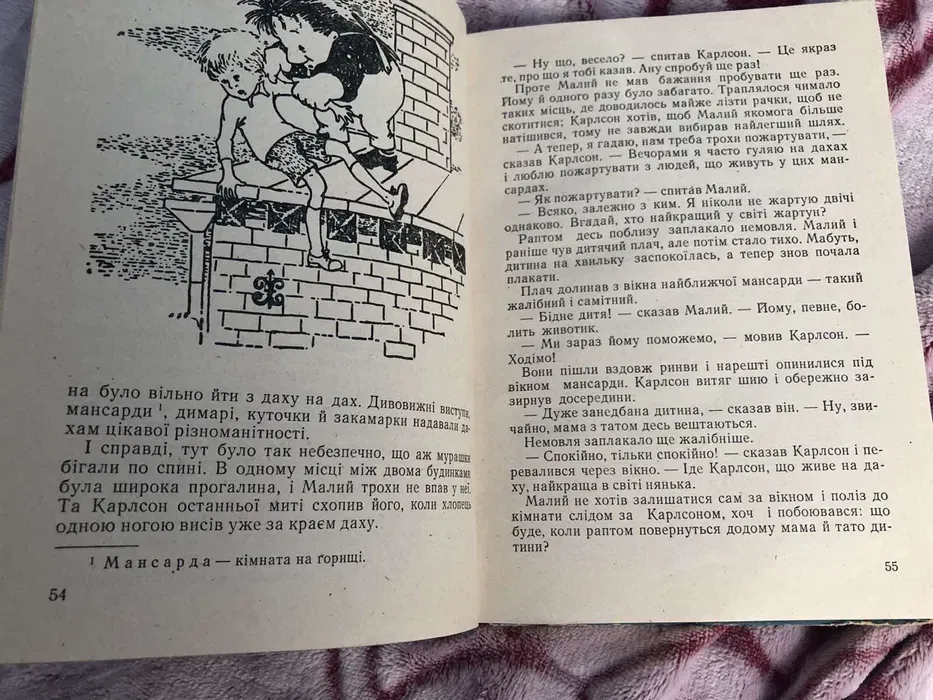 на було вільно йти з даху на дах. Дивовижні виступи,
мансарди ¹, димарі, куточки й закамарки надавали да-
хам цікавої різноманітності.
І справді, тут було так небезпечно, що аж мурашки
бігали по спині. В одному місці між двома будинками
була широка прогалина, і Малий трохи не впав у неї.
Та Карлсон останньої миті схопив його, коли хлопець
одною ногою висів уже за краєм даху.
¹ Мансарда — кімната на горищі.
54
— Ну що, весело? — спитав Карлсон. — Це якраз
те, про що я тобі казав. Ану спробуй ще раз!
Проте Малий не мав бажання пробувати ще раз.
Йому й одного разу було забагато. Траплялося чимало
таких місць, де доводилось майже лізти рачки, щоб не
скотитися; Карлсон хотів, щоб Малий якомога більше
натішився, тому не завжди вибирав найлегший шлях.
— А тепер, я гадаю, нам треба трохи пожартувати, —
сказав Карлсон. — Вечорами я часто гуляю на дахах
і люблю пожартувати з людей, що живуть у цих ман-
сардах.
— Як пожартувати? — спитав Малий.
— Всяко, залежно з ким. Я ніколи не жартую двічі
однаково. Вгадай, хто найкращий у світі жартун?
Раптом десь поблизу заплакало немовля. Малий і
раніше чув дитячий плач, але потім стало тихо. Мабуть,
дитина на хвильку заспокоїлась, а тепер знов почала
плакати.
Плач долинав з вікна найближчої мансарди — такий
жалібний і самітний.
— Бідне дитя! — сказав Малий. — Йому, певне, бо-
лить животик.
— Ми зараз йому поможемо, — мовив Карлсон. —
Ходімо!
Вони пішли вздовж ринви і нарешті опинилися під
вікном мансарди. Карлсон витяг шию і обережно за-
зирнув досередини.
— Дуже занедбана дитина, — сказав він. — Ну, зви-
чайно, мама з татом десь вештаються.
Немовля заплакало ще жалібніше.
— Спокійно, тільки спокійно! — сказав Карлсон і пе-
ревалився через вікно. — Іде Карлсон, що живе на да-
ху, найкраща в світі нянька.
Малий не хотів залишатися сам за вікном і поліз до
кімнати слідом за Карлсоном, хоч і побоювався: що
буде, коли раптом повернуться додому мама й тато ди-
тини?
55